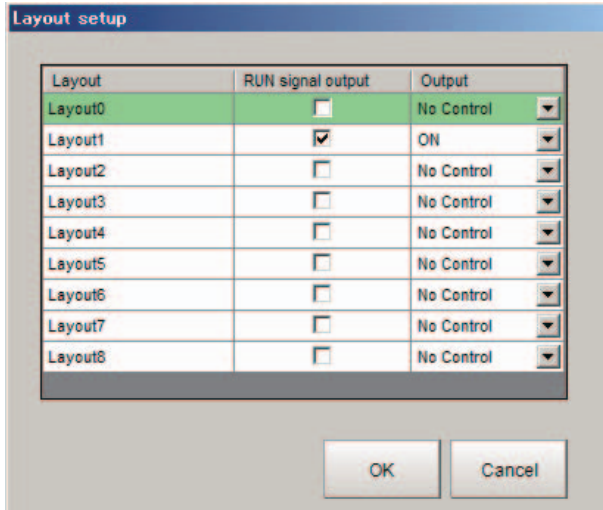 Layout setup
Layout RUN signal output Output
Layout0 No Control
Layout1 ON
Layout2 No Control
Layout3 No Control
Layout4 No Control
Layout5 No Control
Layout6 No Control
Layout7 No Control
Layout8 No Control
OK Cancel